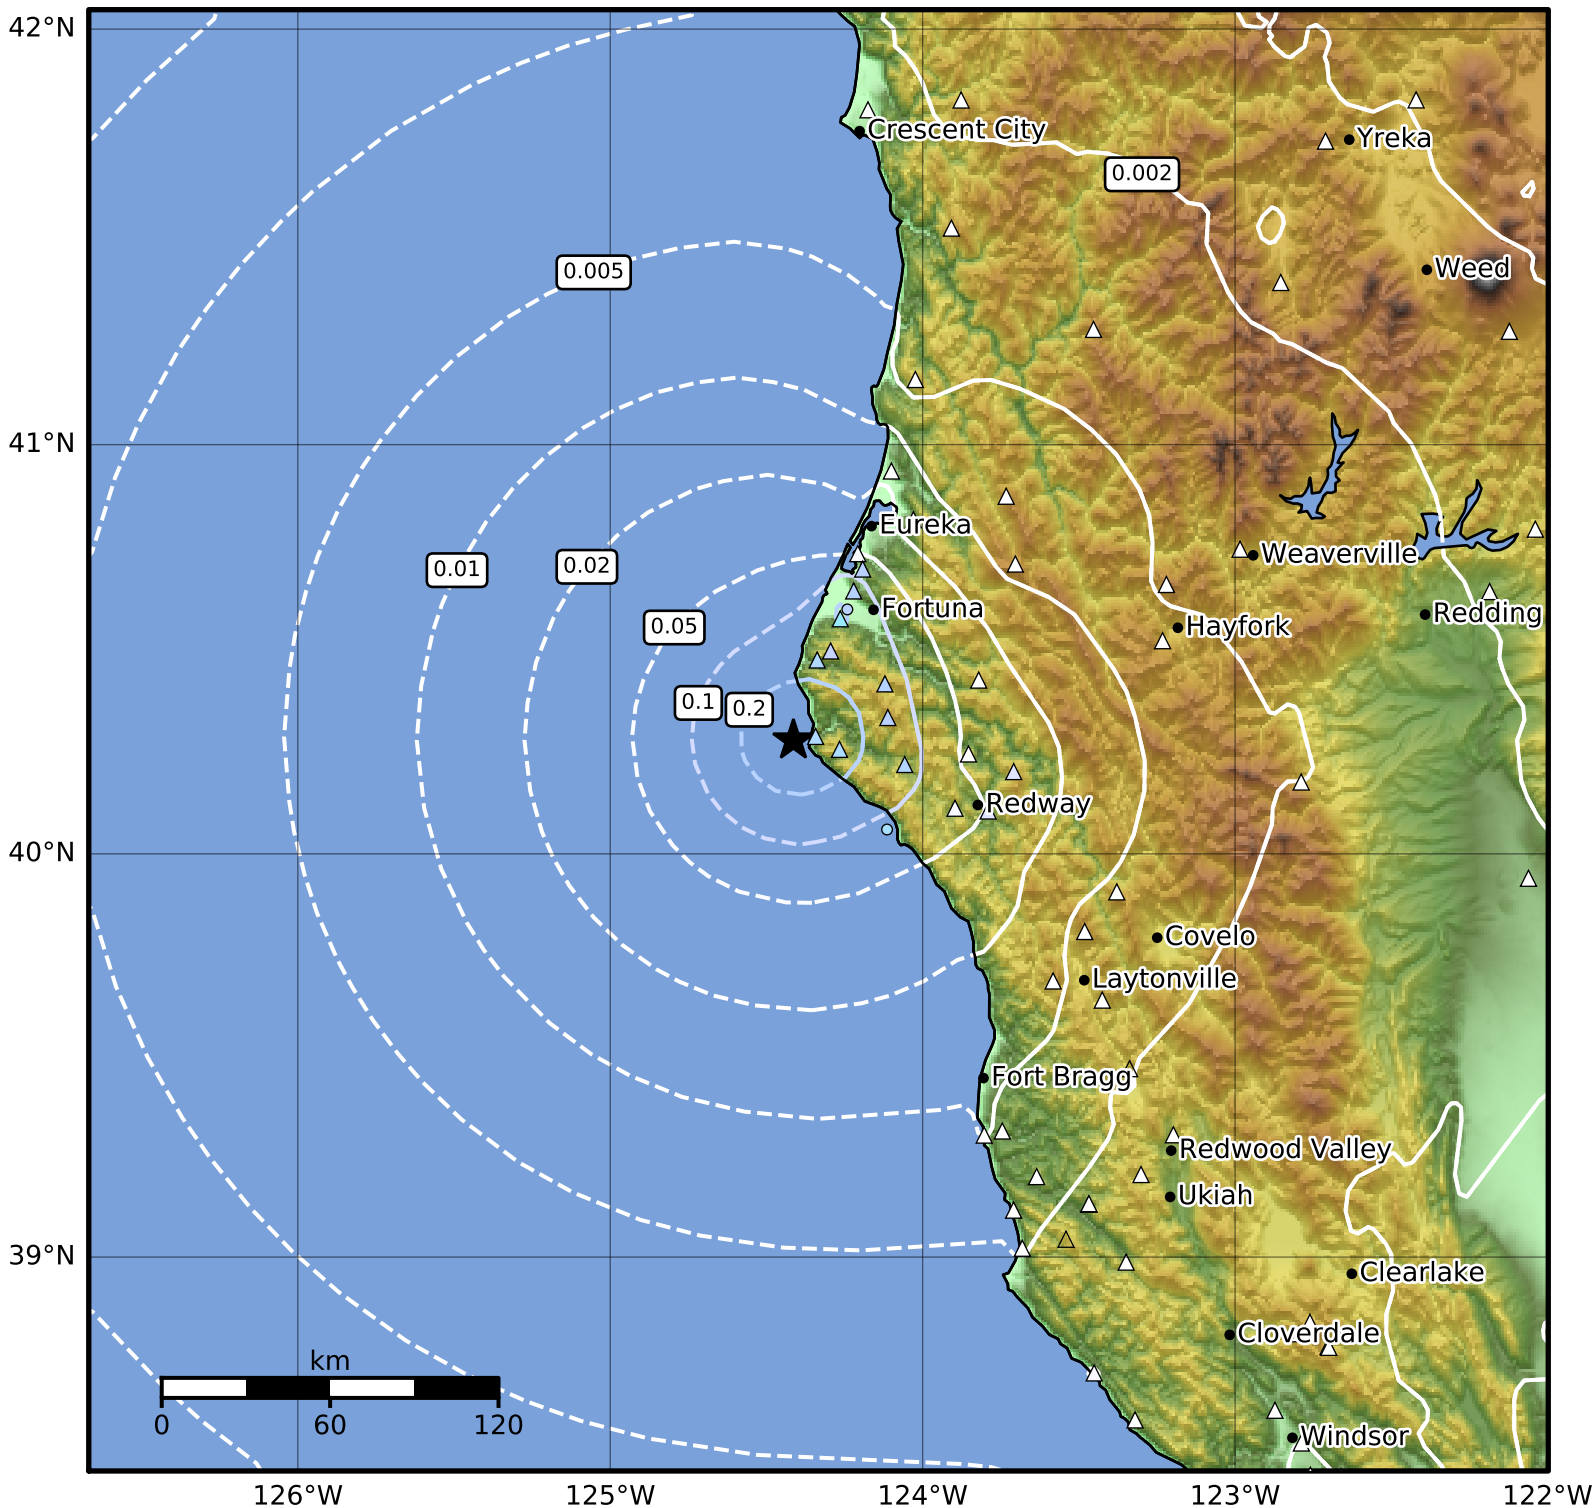 42°N
Crescent City
Yreka
0.002
0.005
Weed
41°N
Eureka
0.01
0.02
Weaverville
Fortuna
Redding
0.05
Hayfork
0.1
0.2
Redway
40°N
Covelo
Laytonville
Fort Bragg
Redwood Valley
Ukiah
39°N
Clearlake
Cloverdale
km
0 60 120
Windsor
126°W 125°W 124°W 123°W 122°W